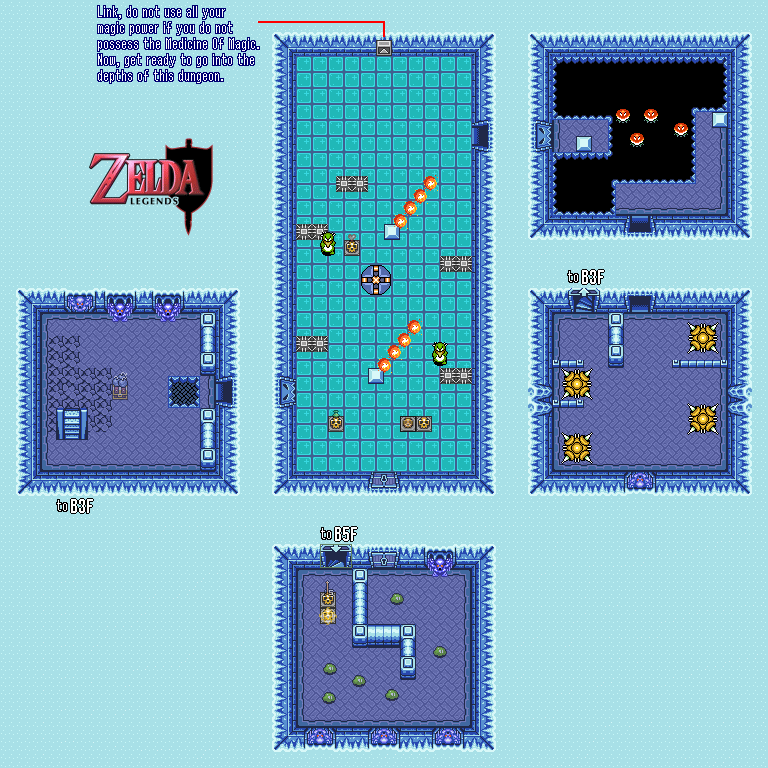 Link, do not use all your
magic power if you do not
possess the Medicine Of Magic.
Now, get ready to go into the
depths of this dungeon.
ZELDA
LEGENDS
to B3F
to B3F
to B5F